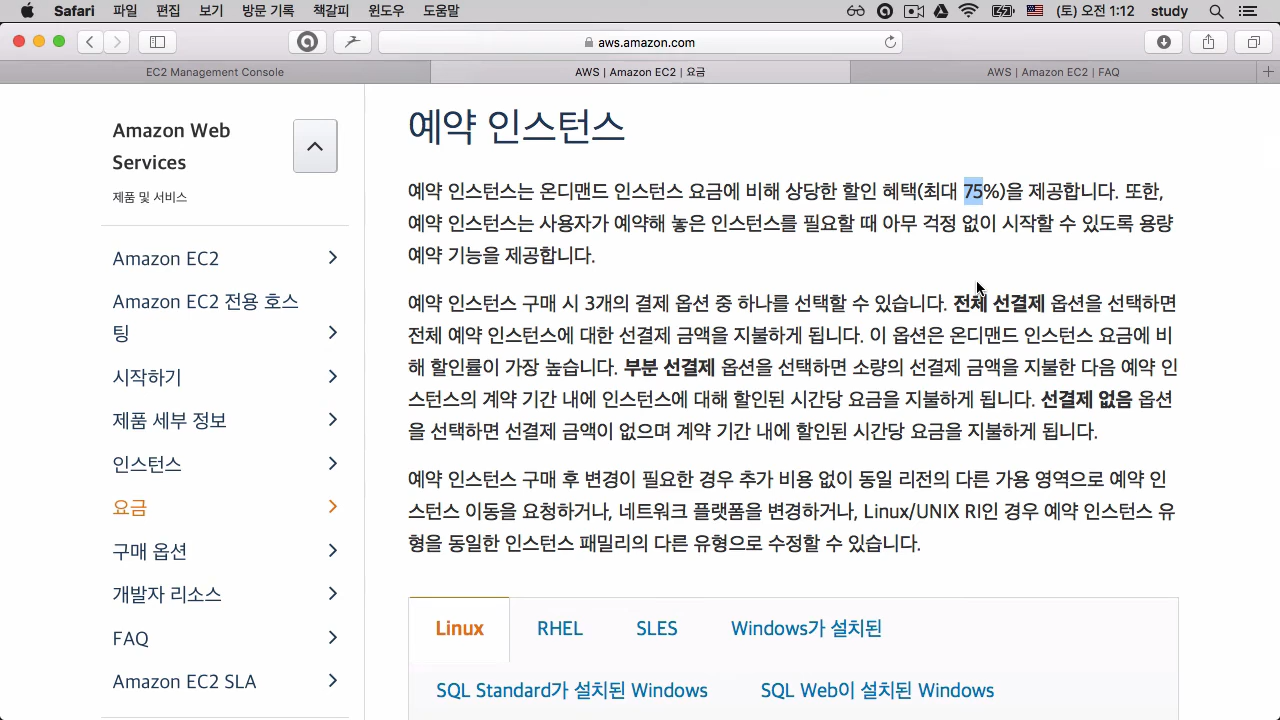 Safari 파일 편집 보기 방문 기록 책갈피 윈도우 도움말 (토) 오전 1:12 study
aws.amazon.com
EC2 Management Console
AWS | Amazon EC2 | 요금
AWS | Amazon EC2 | FAQ
Amazon Web
Services
제품 및 서비스
Amazon EC2
Amazon EC2 전용 호스
팅
시작하기
제품 세부 정보
인스턴스
요금
구매 옵션
개발자 리소스
FAQ
Amazon EC2 SLA
예약 인스턴스
예약 인스턴스는 온디맨드 인스턴스 요금에 비해 상당한 할인 혜택(최대 75%)을 제공합니다. 또한,
예약 인스턴스는 사용자가 예약해 놓은 인스턴스를 필요할 때 아무 걱정 없이 시작할 수 있도록 용량
예약 기능을 제공합니다.
예약 인스턴스 구매 시 3개의 결제 옵션 중 하나를 선택할 수 있습니다. 전체 선결제 옵션을 선택하면
전체 예약 인스턴스에 대한 선결제 금액을 지불하게 됩니다. 이 옵션은 온디맨드 인스턴스 요금에 비
해 할인률이 가장 높습니다. 부분 선결제 옵션을 선택하면 소량의 선결제 금액을 지불한 다음 예약 인
스턴스의 계약 기간 내에 인스턴스에 대해 할인된 시간당 요금을 지불하게 됩니다. 선결제 없음 옵션
을 선택하면 선결제 금액이 없으며 계약 기간 내에 할인된 시간당 요금을 지불하게 됩니다.
예약 인스턴스 구매 후 변경이 필요한 경우 추가 비용 없이 동일 리전의 다른 가용 영역으로 예약 인
스턴스 이동을 요청하거나, 네트워크 플랫폼을 변경하거나, Linux/UNIX RI인 경우 예약 인스턴스 유
형을 동일한 인스턴스 패밀리의 다른 유형으로 수정할 수 있습니다.
Linux RHEL SLES Windows가 설치된
SQL Standard가 설치된 Windows SQL Web이 설치된 Windows